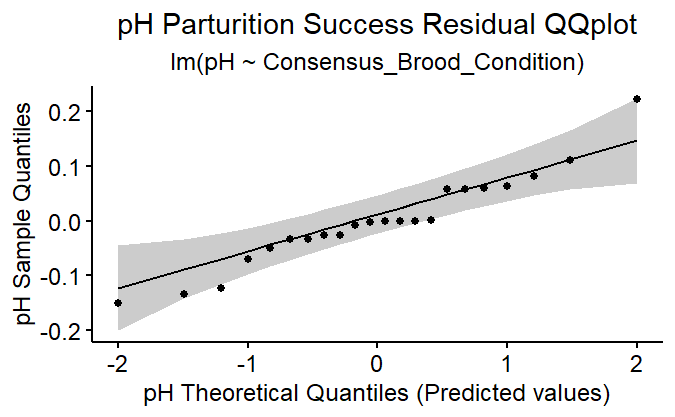 pH Parturition Success Residual QQplot
lm(pH ~ Consensus_Brood_Condition)
pH Sample Quantiles
0.2
0.1
0.0
-0.1
-0.2
-2 -1 0 1 2
pH Theoretical Quantiles (Predicted values)